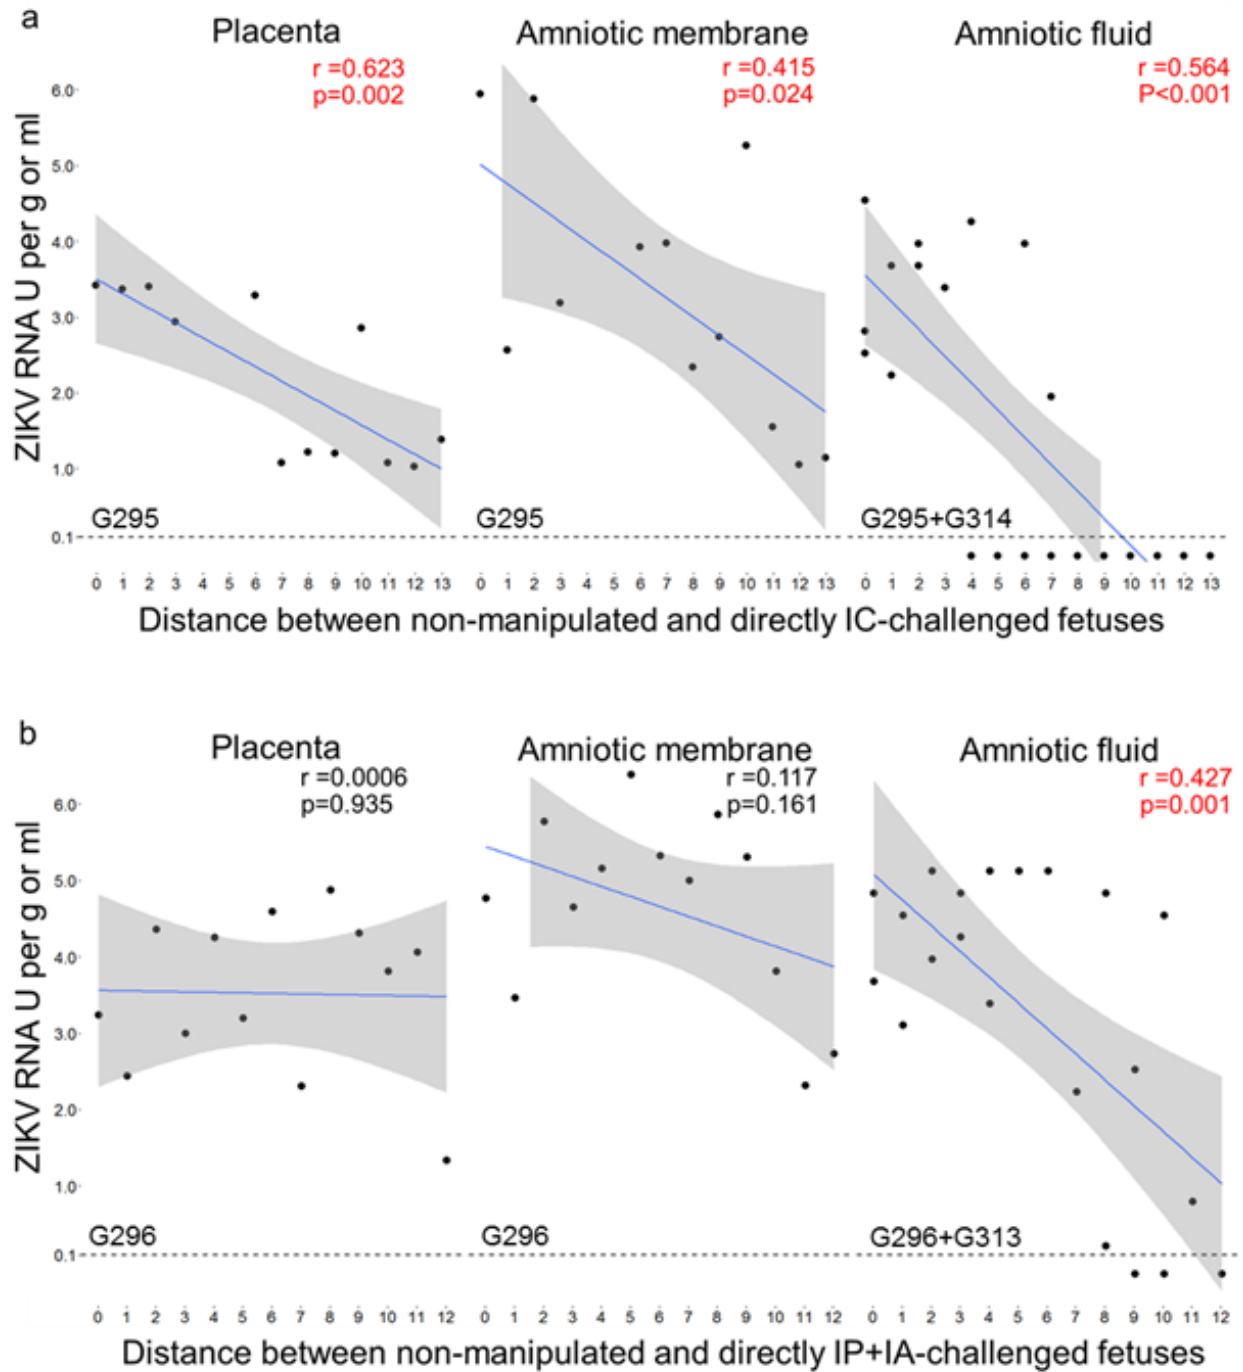 a
Placenta
Amniotic membrane
Amniotic fluid
r =0.623
p=0.002
r =0.415
p=0.024
r =0.564
P<0.001
ZIKV RNA U per g or ml
6.0
5.0
4.0
3.0
2.0
1.0
0.1
G295
G295
G295+G314
0 1 2 3 4 5 6 7 8 9 10 11 12 13
0 1 2 3 4 5 6 7 8 9 10 11 12 13
0 1 2 3 4 5 6 7 8 9 10 11 12 13
Distance between non-manipulated and directly IC-challenged fetuses
b
Placenta
Amniotic membrane
Amniotic fluid
r =0.0006
p=0.935
r =0.117
p=0.161
r =0.427
p=0.001
ZIKV RNA U per g or ml
6.0
5.0
4.0
3.0
2.0
1.0
0.1
G296
G296
G296+G313
0 1 2 3 4 5 6 7 8 9 10 11 12
0 1 2 3 4 5 6 7 8 9 10 11 12
0 1 2 3 4 5 6 7 8 9 10 11 12
Distance between non-manipulated and directly IP+IA-challenged fetuses